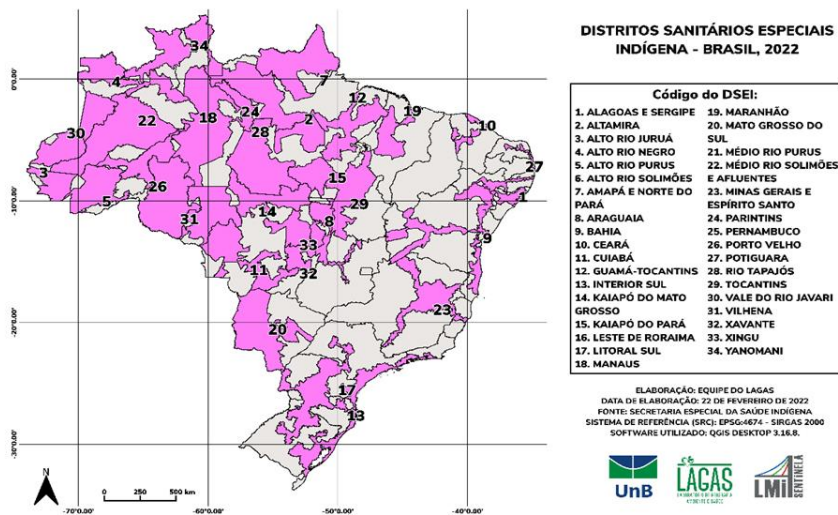 DISTRITOS SANITÁRIOS ESPECIAIS
INDÍGENA - BRASIL, 2022
Código do DSEI:
1. ALAGOAS E SERGIPE
2. ALTAMIRA
3. ALTO RIO JURUÁ
4. ALTO RIO NEGRO
5. ALTO RIO PURUS
6. ALTO RIO SOLIMÕES
7. AMAPÁ E NORTE DO
PARÁ
8. ARAGUAIA
9. BAHIA
10. CEARÁ
11. CUIABÁ
12. GUAMÁ-TOCANTINS
13. INTERIOR SUL
14. KAIAPÓ DO MATO
GROSSO
15. KAIAPÓ DO PARÁ
16. LESTE DE RORAIMA
17. LITORAL SUL
18. MANAUS
19. MARANHÃO
20. MATO GROSSO DO
SUL
21. MÉDIO RIO PURUS
22. MÉDIO RIO SOLIMÕES
E AFLUENTES
23. MINAS GERAIS E
ESPÍRITO SANTO
24. PARINTINS
25. PERNAMBUCO
26. PORTO VELHO
27. POTIGUARA
28. RIO TAPAJÓS
29. TOCANTINS
30. VALE DO RIO JAVARI
31. VILHENA
32. XAVANTE
33. XINGU
34. YANOMANI
ELABORAÇÃO: EQUIPE DO LAGAS
DATA DE ELABORAÇÃO: 22 DE FEVEREIRO DE 2022
FONTE: SECRETARIA ESPECIAL DA SAÚDE INDÍGENA
SISTEMA DE REFERÊNCIA (SRC): EPSG:4674 - SIRGAS 2000
SOFTWARE UTILIZADO: QGIS DESKTOP 3.16.8.
UnB
LAGAS
LMI
SENTINELA
34
4
7
12
24
19
2
10
22
18
28
30
27
3
15
26
5
1
29
14
8
31
9
33
11
32
23
20
17
13
0°0.00'
-10°0.00'
-20°0.00'
-30°0.00'
N
0 250 500 km
-70°0.00' -60°0.00' -50°0.00' -40°0.00'